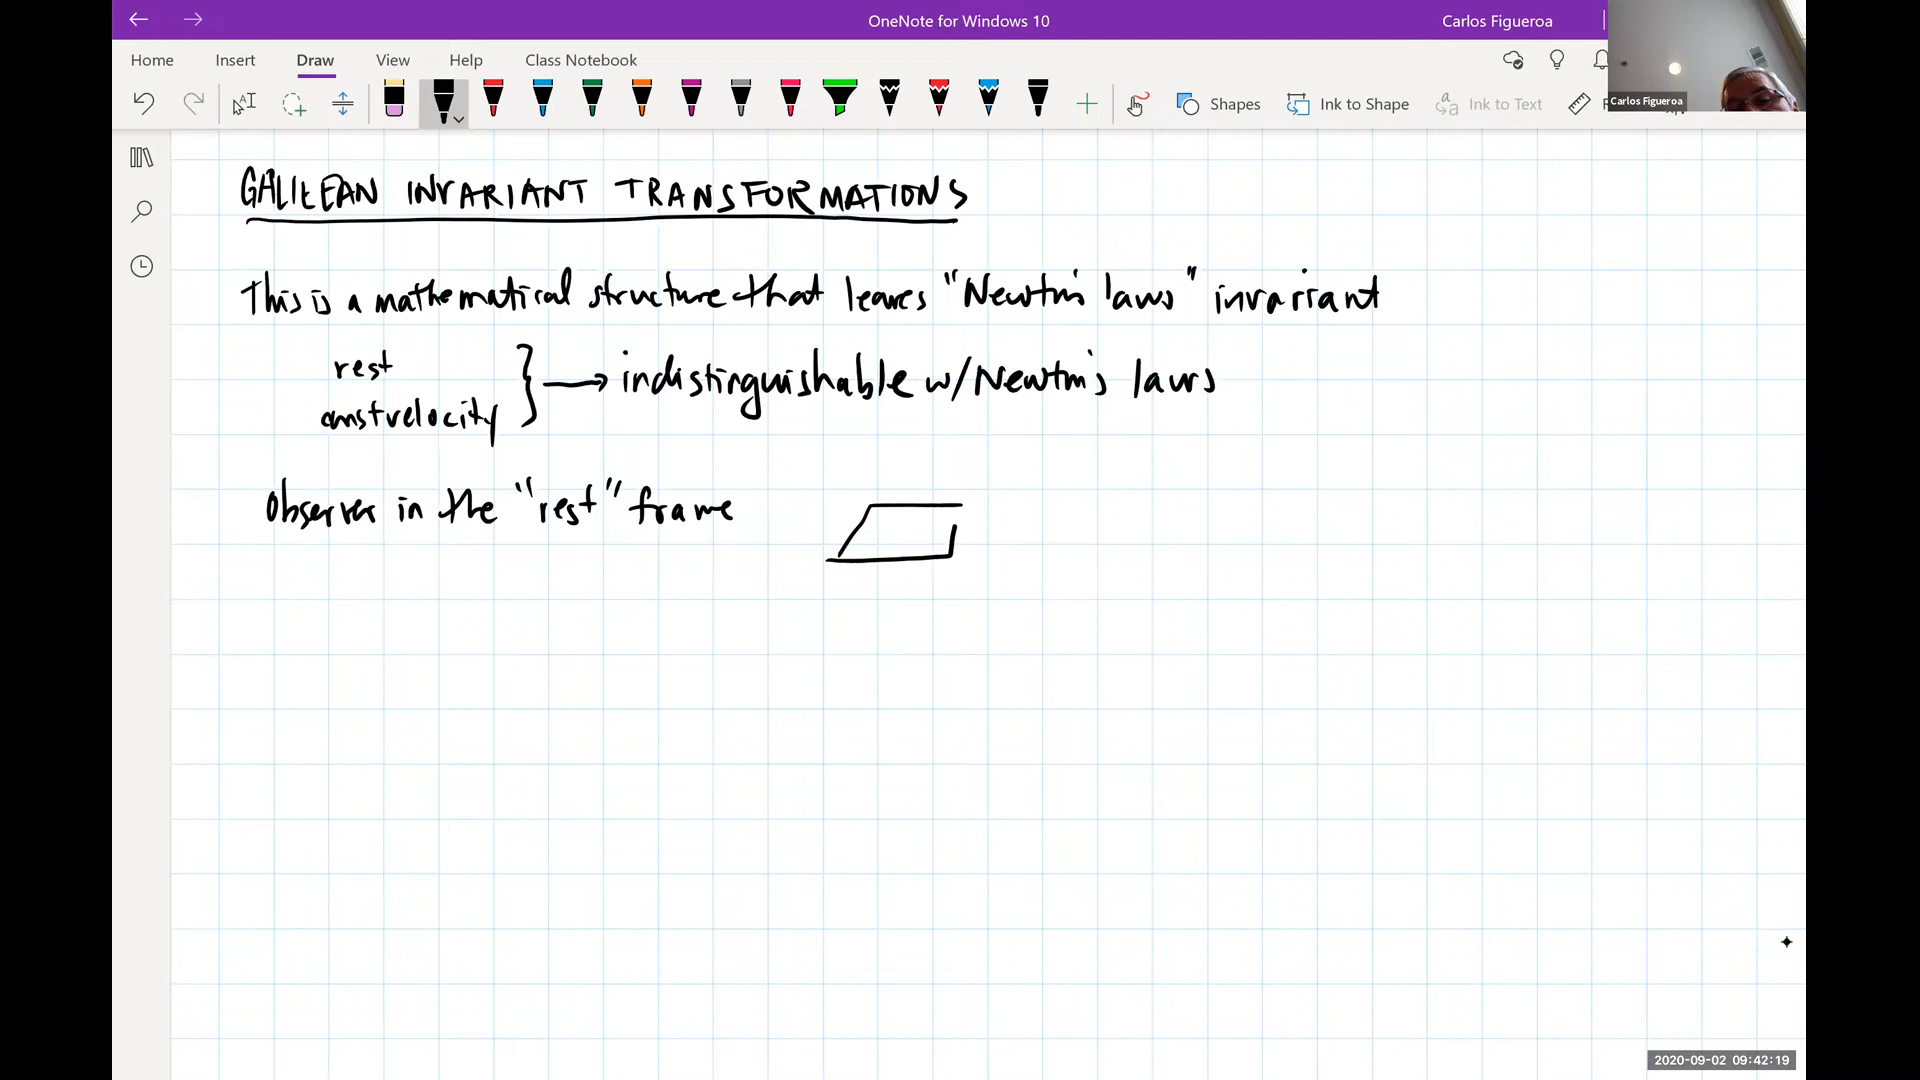 OneNote for Windows 10
Carlos Figueroa
Home Insert Draw View Help Class Notebook
Shapes Ink to Shape Ink to Text
Carlos Figueroa
GALILEAN INVARIANT TRANSFORMATIONS
This is a mathematical structure that leaves "Newton's laws" invariant
rest
const velocity
→ indistinguishable w/Newton's laws
Observer in the "rest" frame
2020-09-02 09:42:19